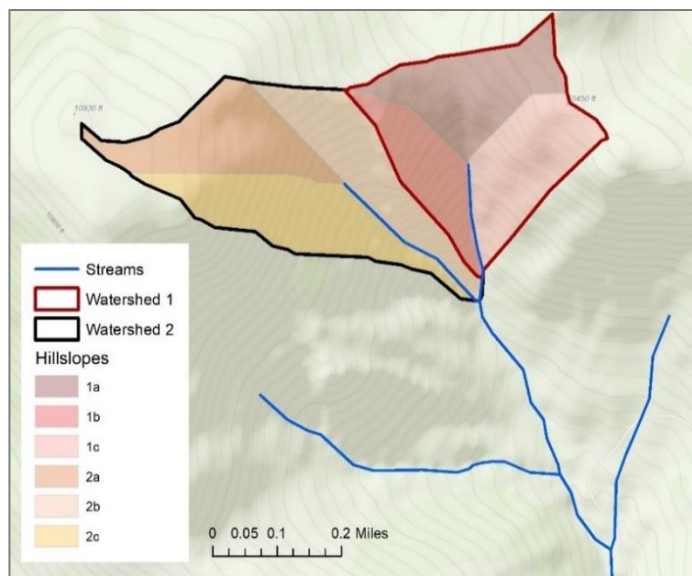 10930 ft
10450 ft
Streams
Watershed 1
Watershed 2
Hillslopes
1a
1b
1c
2a
2b
2c
0 0.05 0.1 0.2 Miles